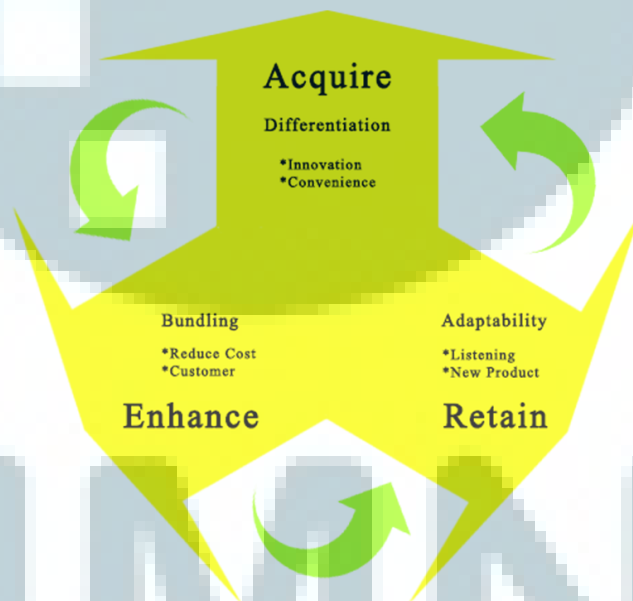 Acquire
Differentiation
*Innovation
*Convenience
Bundling
*Reduce Cost
*Customer
Enhance
Adaptability
*Listening
*New Product
Retain